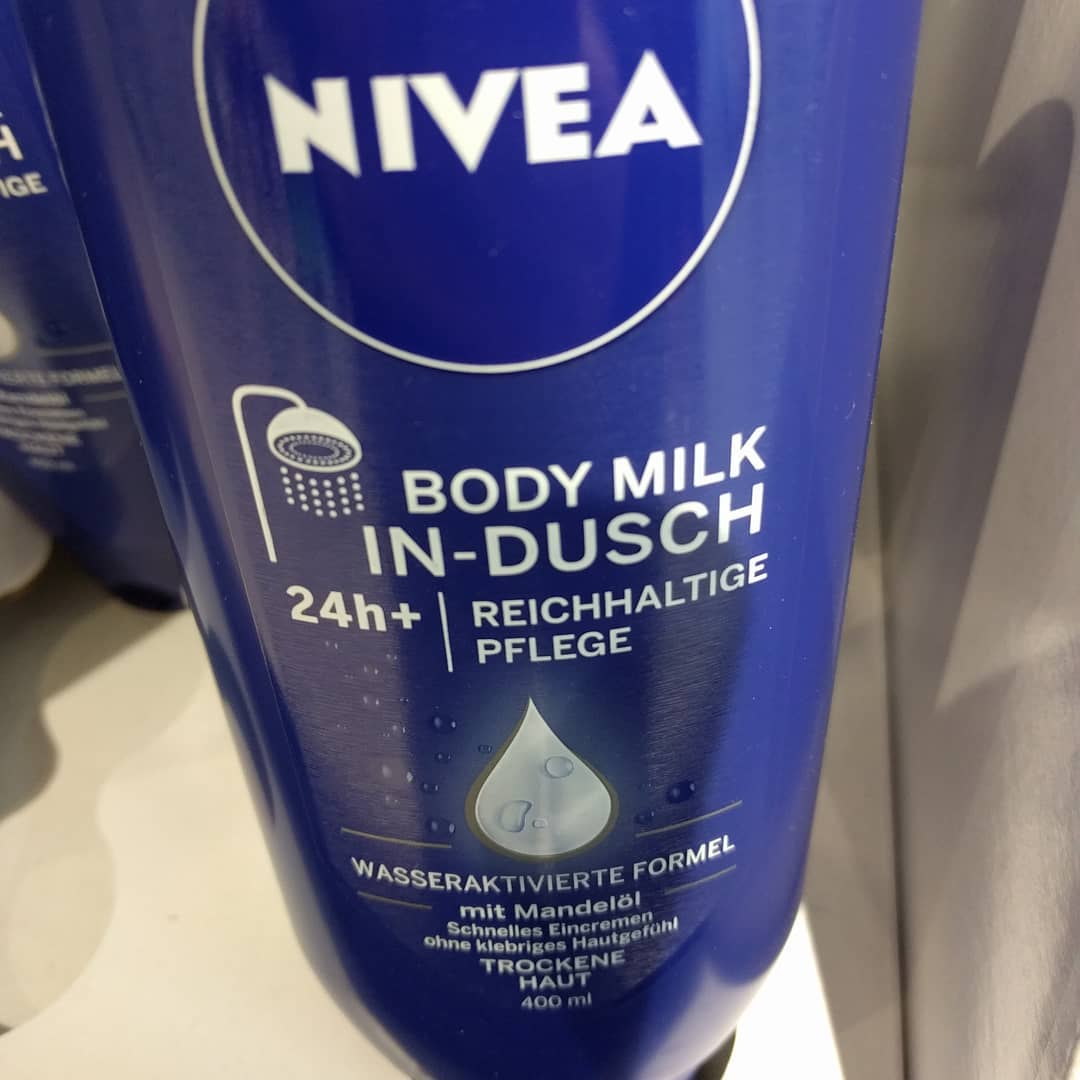 NIVEA
BODY MILK
IN-DUSCH
24h+
REICHHALTIGE
PFLEGE
WASSERAKTIVIERTE FORMEL
mit Mandelöl
Schnelles Eincremen
ohne klebriges Hautgefühl
TROCKENE
HAUT
400 ml
H
IGE